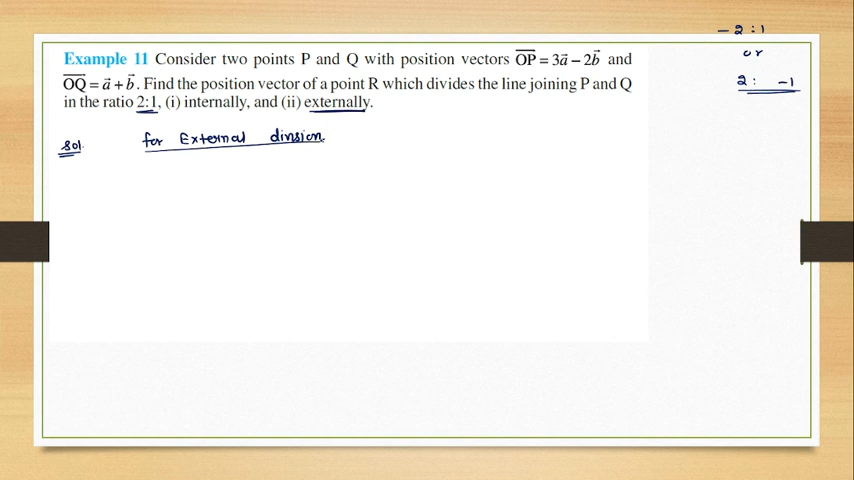 - 2 : 1
or
2 : -1
Example 11 Consider two points P and Q with position vectors OP⃗ = 3a⃗ − 2b⃗ and
OQ⃗ = a⃗ + b⃗. Find the position vector of a point R which divides the line joining P and Q
in the ratio 2:1, (i) internally, and (ii) externally.
Sol. for External division